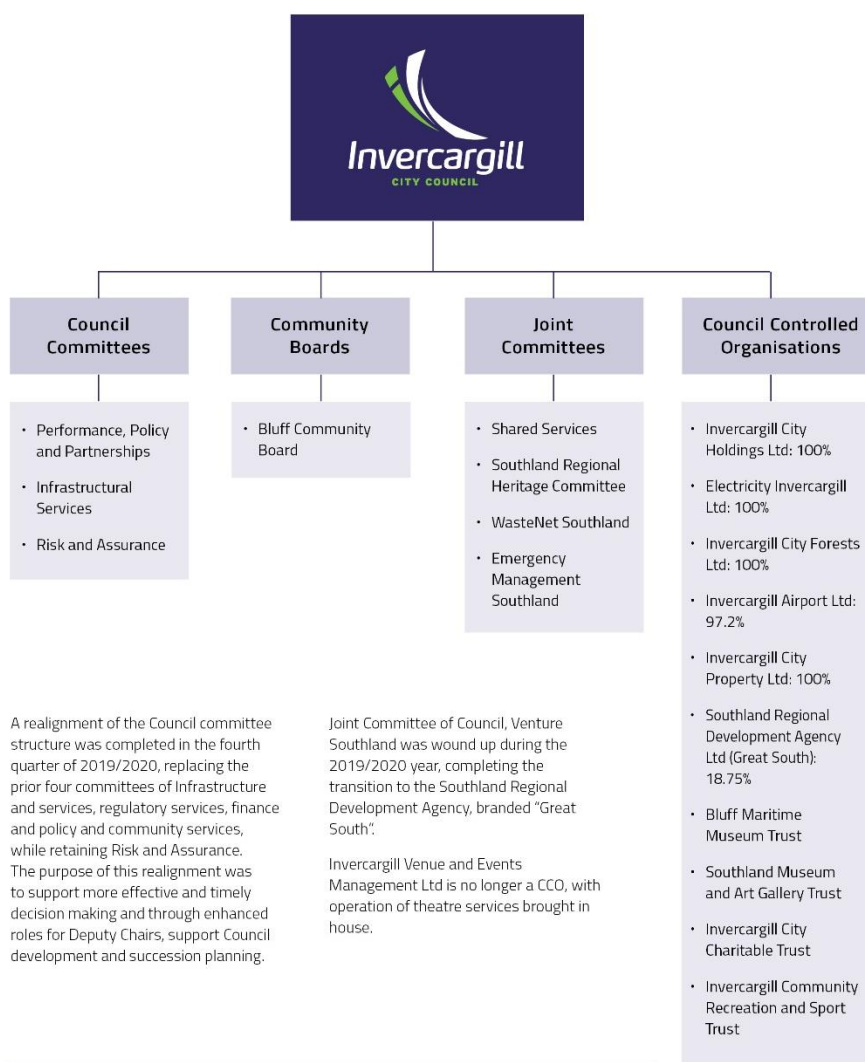 Invercargill
CITY COUNCIL
Council
Committees
• Performance, Policy
and Partnerships
• Infrastructural
Services
• Risk and Assurance
Community
Boards
• Bluff Community
Board
Joint
Committees
• Shared Services
• Southland Regional
Heritage Committee
• WasteNet Southland
• Emergency
Management
Southland
Council Controlled
Organisations
• Invercargill City
Holdings Ltd: 100%
• Electricity Invercargill
Ltd: 100%
• Invercargill City Forests
Ltd: 100%
• Invercargill Airport Ltd:
97.2%
• Invercargill City
Property Ltd: 100%
• Southland Regional
Development Agency
Ltd (Great South):
18.75%
• Bluff Maritime
Museum Trust
• Southland Museum
and Art Gallery Trust
• Invercargill City
Charitable Trust
• Invercargill Community
Recreation and Sport
Trust
A realignment of the Council committee
structure was completed in the fourth
quarter of 2019/2020, replacing the
prior four committees of Infrastructure
and services, regulatory services, finance
and policy and community services,
while retaining Risk and Assurance.
The purpose of this realignment was
to support more effective and timely
decision making and through enhanced
roles for Deputy Chairs, support Council
development and succession planning.
Joint Committee of Council, Venture
Southland was wound up during the
2019/2020 year, completing the
transition to the Southland Regional
Development Agency, branded “Great
South”.
Invercargill Venue and Events
Management Ltd is no longer a CCO, with
operation of theatre services brought in
house.